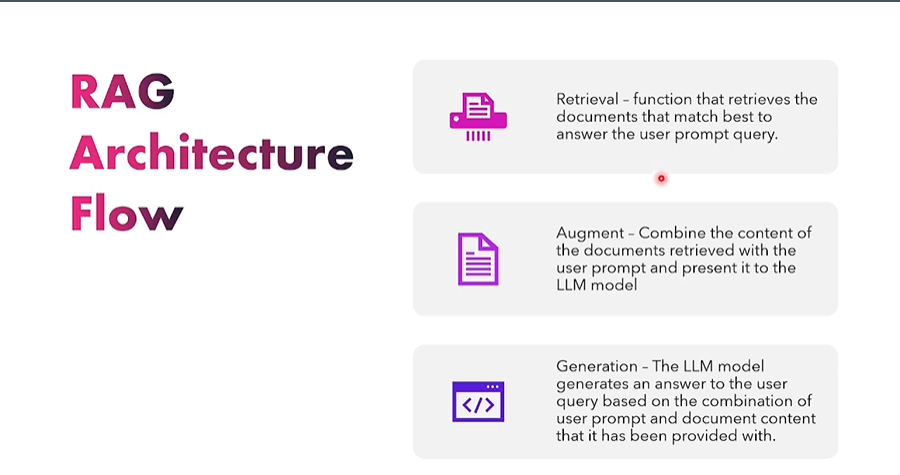 RAG
Architecture
Flow
Retrieval – function that retrieves the
documents that match best to
answer the user prompt query.
Augment – Combine the content of
the documents retrieved with the
user prompt and present it to the
LLM model
</>
Generation – The LLM model
generates an answer to the user
query based on the combination of
user prompt and document content
that it has been provided with.